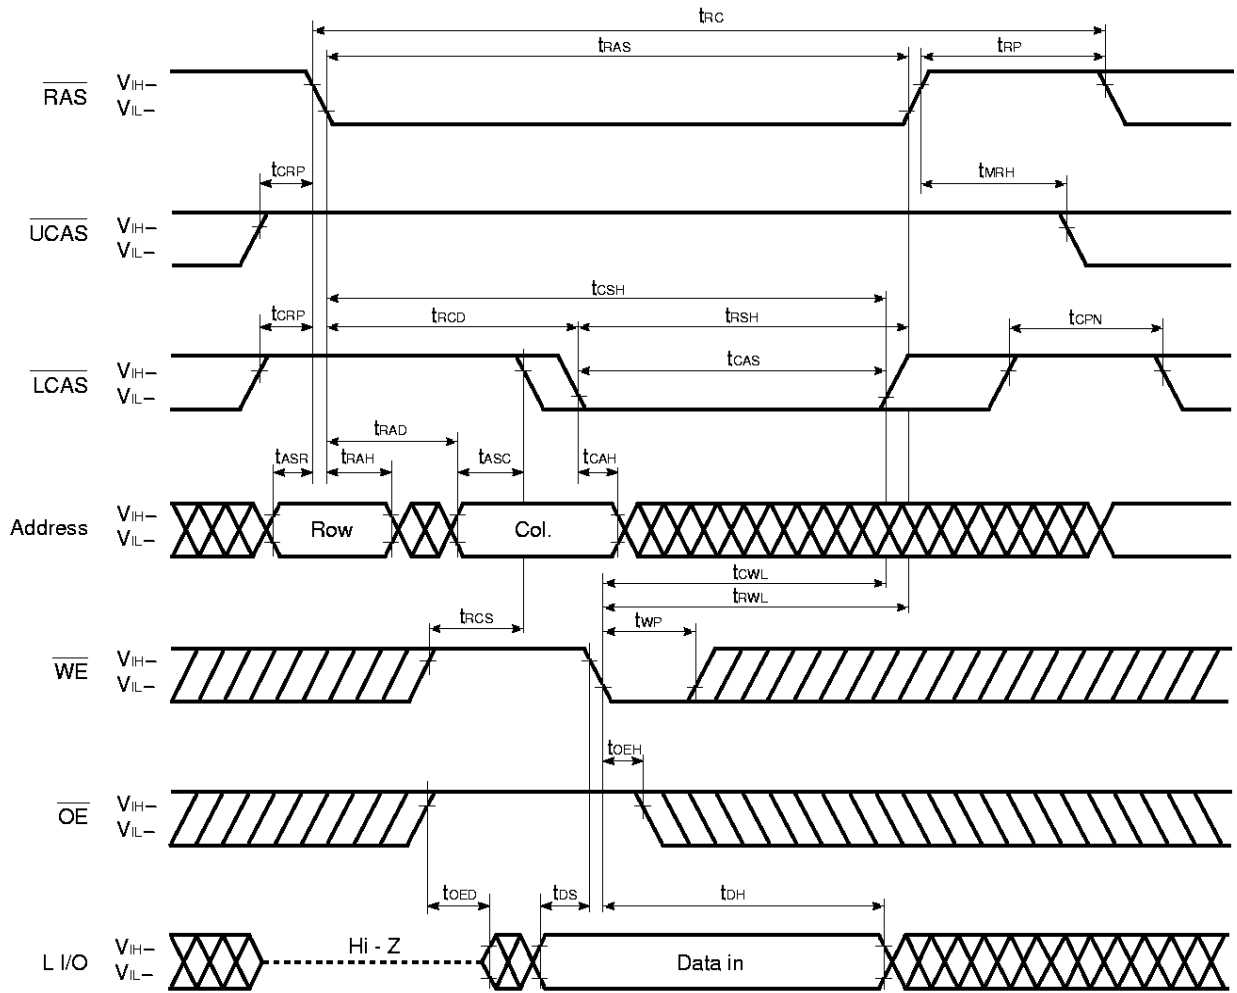 tRC
tRAS tRP
RAS VIH–
VIL–
tCRP tMRH
UCAS VIH–
VIL–
tCSH
tCRP tRCD tRSH tCPN
LCAS VIH– tCAS
VIL–
tRAD
tASR tRAH tASC tCAH
Address VIH– Row Col.
VIL–
tCWL
tRWL
tRCS tWP
WE VIH–
VIL–
tOEH
OE VIH–
VIL–
tOED tDS tDH
L I/O VIH– Hi - Z Data in
VIL–